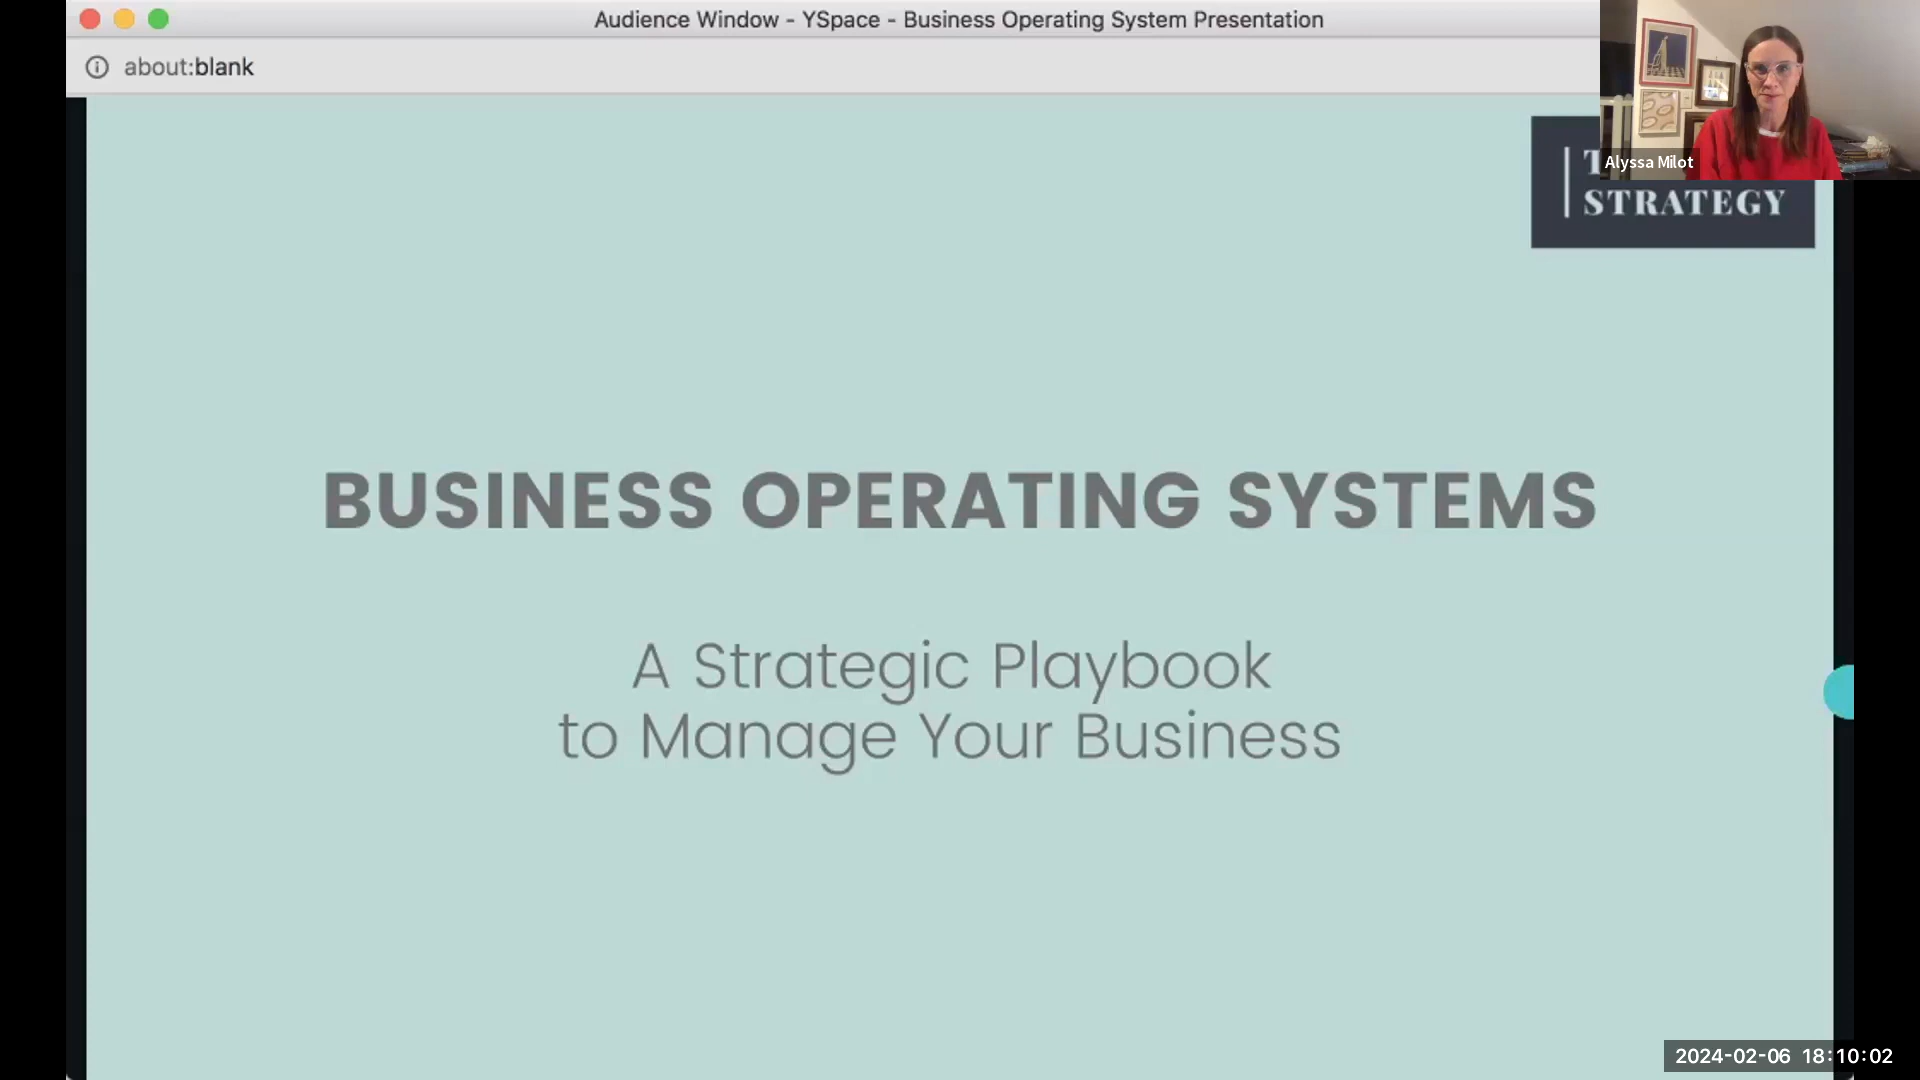 Audience Window - YSpace - Business Operating System Presentation
about:blank
Alyssa Milot
STRATEGY
BUSINESS OPERATING SYSTEMS
A Strategic Playbook
to Manage Your Business
2024-02-06 18:10:02